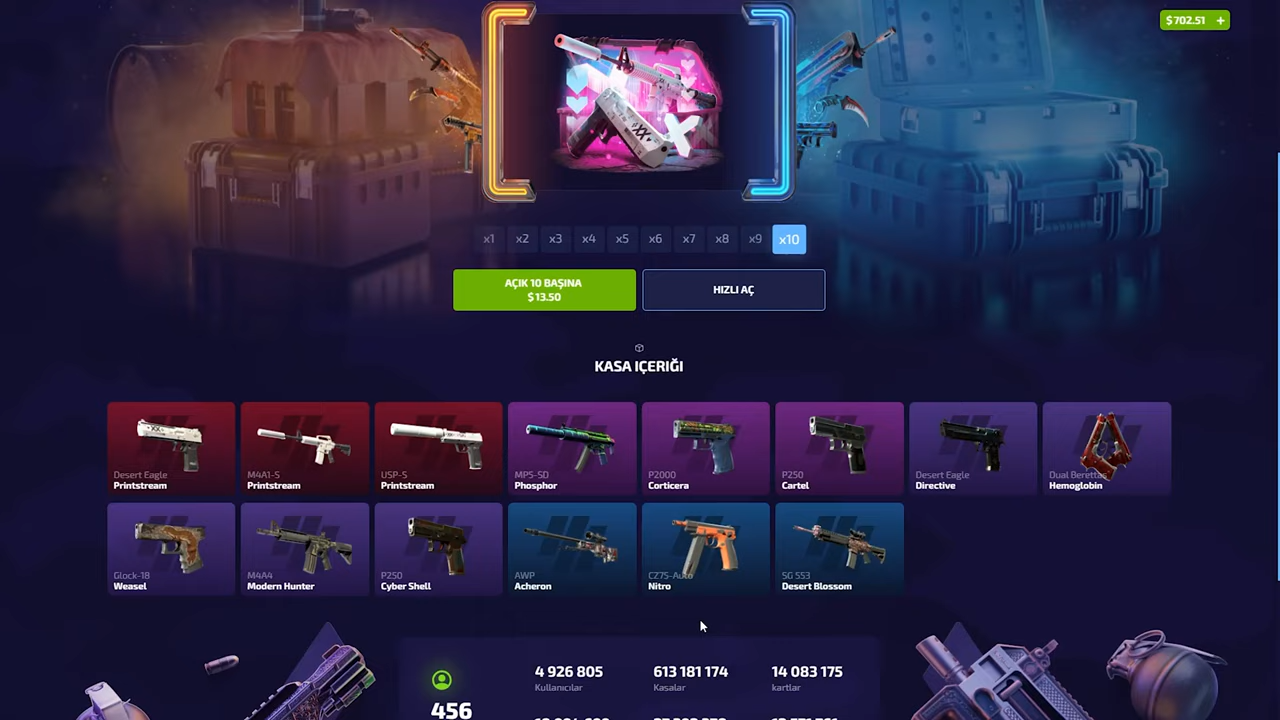 $702.51 +
x1 x2 x3 x4 x5 x6 x7 x8 x9 x10
AÇIK 10 BAŞINA
$13.50
HIZLI AÇ
KASA IÇERIĞI
Desert Eagle
Printstream
M4A1-S
Printstream
USP-S
Printstream
MP5-SD
Phosphor
P2000
Corticera
P250
Cartel
Desert Eagle
Directive
Dual Berettas
Hemoglobin
Glock-18
Weasel
M4A4
Modern Hunter
P250
Cyber Shell
AWP
Acheron
CZ75-Auto
Nitro
SG 553
Desert Blossom
456
4 926 805
Kullanıcılar
613 181 174
Kasalar
14 083 175
kartlar